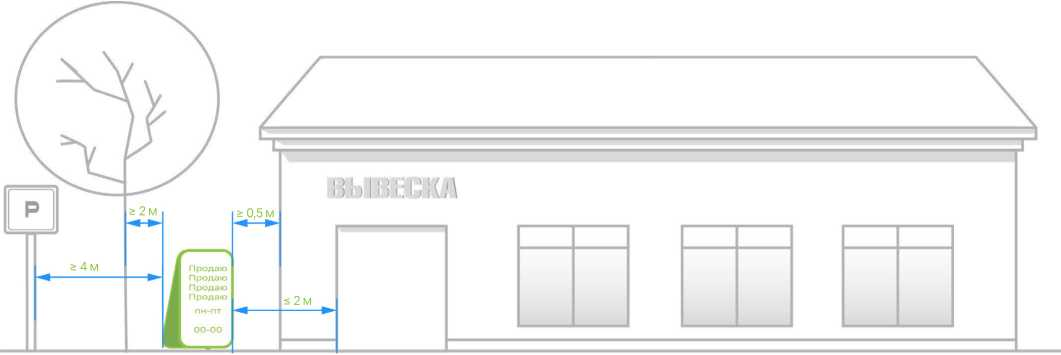 ВЫВЕСКА
P
≥ 2 м
≥ 0,5 м
≥ 4 м
Продаю
Продаю
Продаю
Продаю
пн-пт
00-00
≤ 2 м